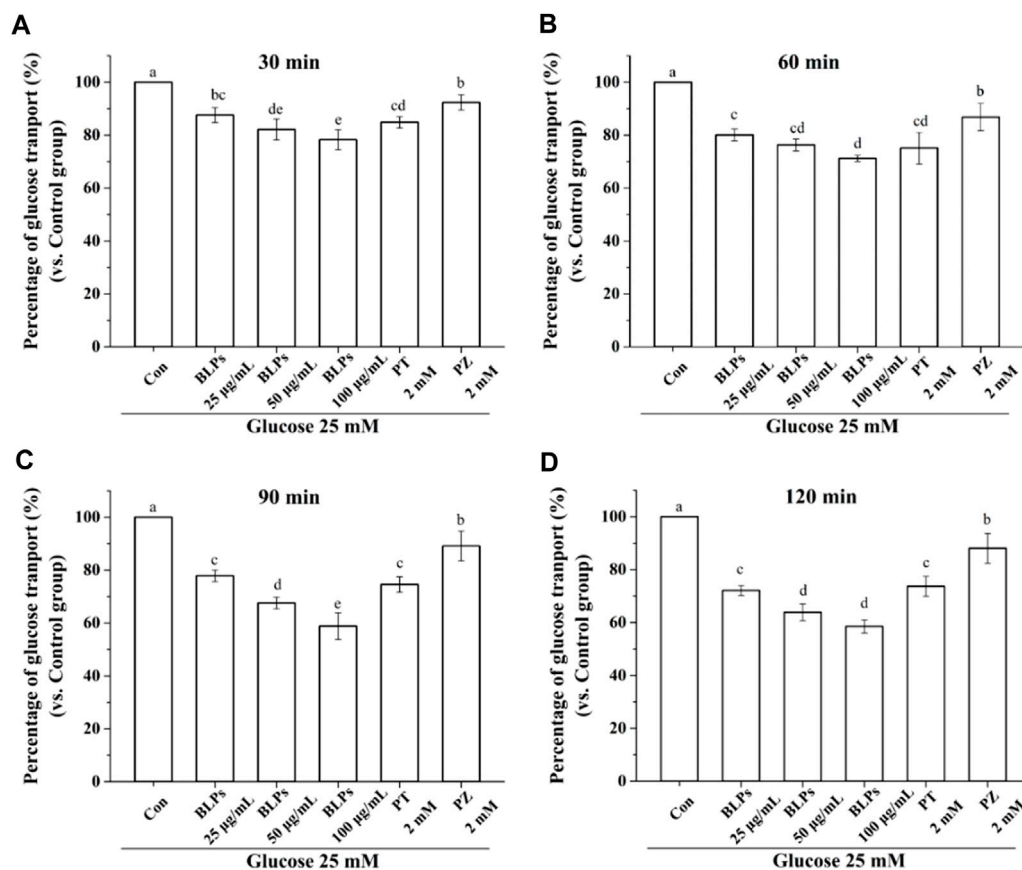 A
30 min
Percentage of glucose tranport (%)
(vs. Control group)
100
80
60
40
20
0
a
bc
de
e
cd
b
Con
BLPs
25 µg/mL
BLPs
50 µg/mL
BLPs
100 µg/mL
PT
2 mM
PZ
2 mM
Glucose 25 mM
B
60 min
Percentage of glucose tranport (%)
(vs. Control group)
100
80
60
40
20
0
a
c
cd
d
cd
b
Con
BLPs
25 µg/mL
BLPs
50 µg/mL
BLPs
100 µg/mL
PT
2 mM
PZ
2 mM
Glucose 25 mM
C
90 min
Percentage of glucose tranport (%)
(vs. Control group)
100
80
60
40
20
0
a
c
d
e
c
b
Con
BLPs
25 µg/mL
BLPs
50 µg/mL
BLPs
100 µg/mL
PT
2 mM
PZ
2 mM
Glucose 25 mM
D
120 min
Percentage of glucose tranport (%)
(vs. Control group)
100
80
60
40
20
0
a
c
d
d
c
b
Con
BLPs
25 µg/mL
BLPs
50 µg/mL
BLPs
100 µg/mL
PT
2 mM
PZ
2 mM
Glucose 25 mM